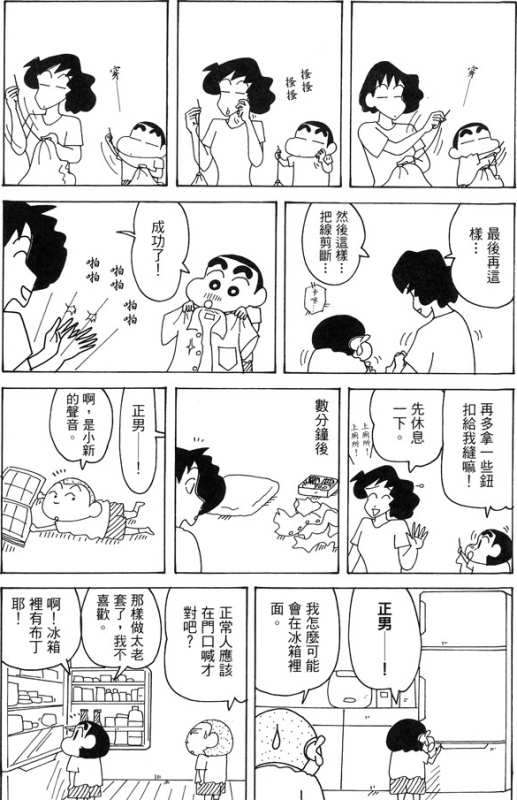 穿
搔搔
搔搔
穿
最後再這
樣…
然後這樣…
把線剪斷…
成功了!
啪啪
啪啪
啪啪
再多拿一些鈕
扣給我縫嘛!
先休息
一下。
上廁所!
上廁所!
數分鐘後
正男—!
啊,是小新
的聲音。
正男—!
我怎麼可能
會在冰箱裡
面。
正常人應該
在門口喊才
對吧?
那樣做太老
套了,我不
喜歡。
啊!冰箱
裡有布丁
耶!